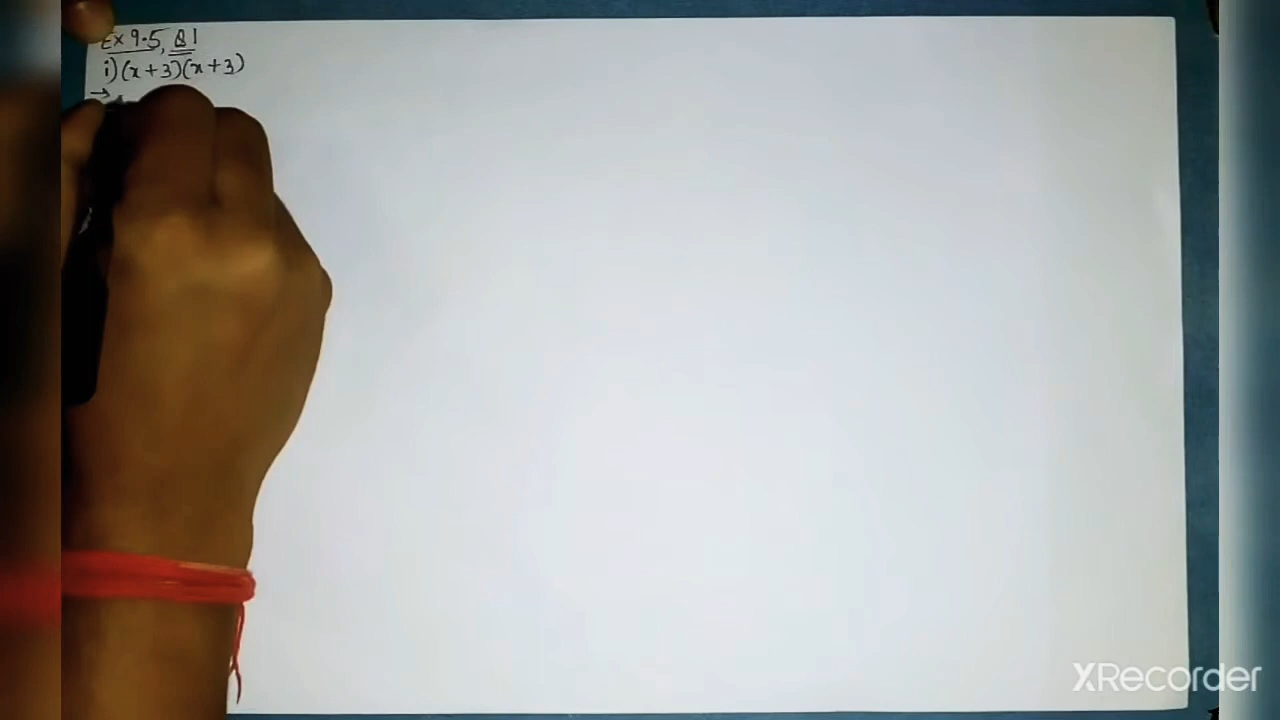 Ex 9.5, Q1
i) (x+3)(x+3)
→
XRecorder